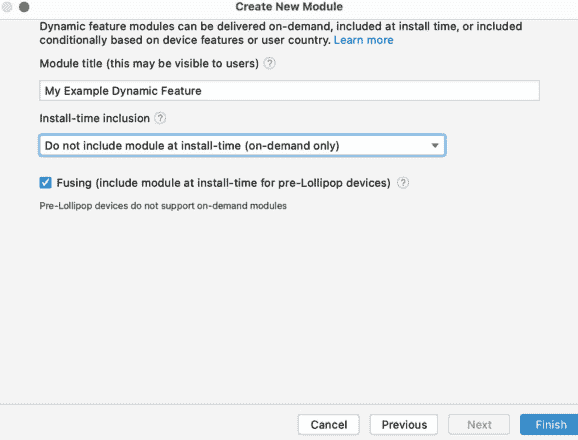 Create New Module
Dynamic feature modules can be delivered on-demand, included at install time, or included
conditionally based on device features or user country. Learn more
Module title (this may be visible to users) ?
My Example Dynamic Feature
Install-time inclusion ?
Do not include module at install-time (on-demand only)
Fusing (include module at install-time for pre-Lollipop devices) ?
Pre-Lollipop devices do not support on-demand modules
Cancel Previous Next Finish